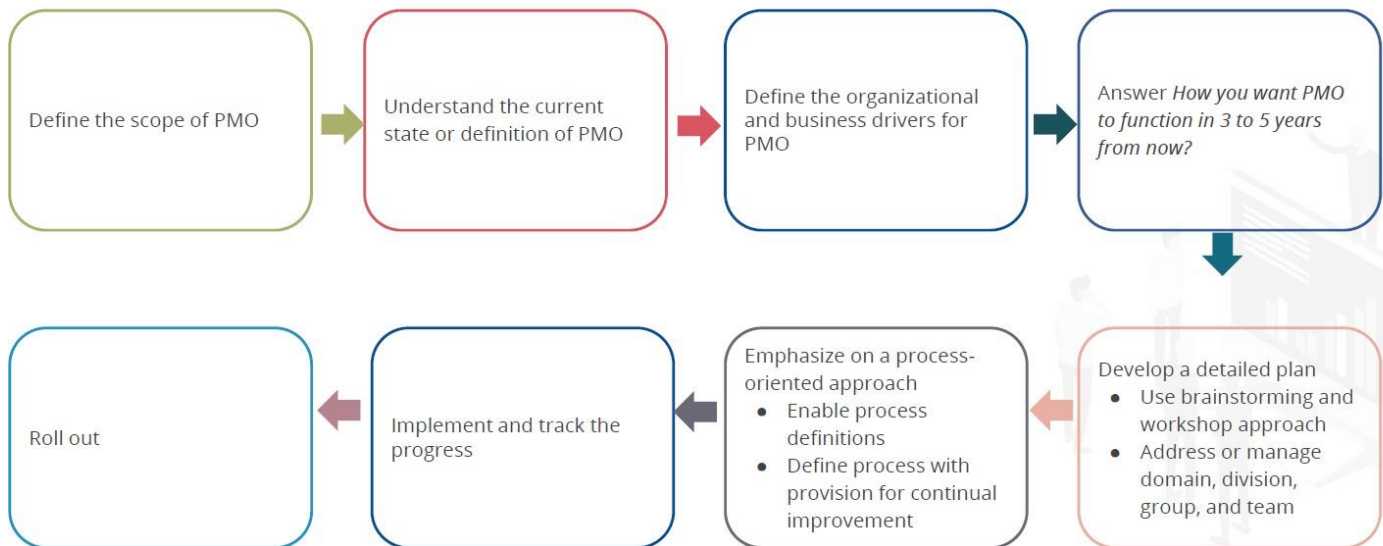 Define the scope of PMO
Understand the current
state or definition of PMO
Define the organizational
and business drivers for
PMO
Answer How you want PMO
to function in 3 to 5 years
from now?
Develop a detailed plan
● Use brainstorming and
workshop approach
● Address or manage
domain, division,
group, and team
Emphasize on a process-
oriented approach
● Enable process
definitions
● Define process with
provision for continual
improvement
Implement and track the
progress
Roll out